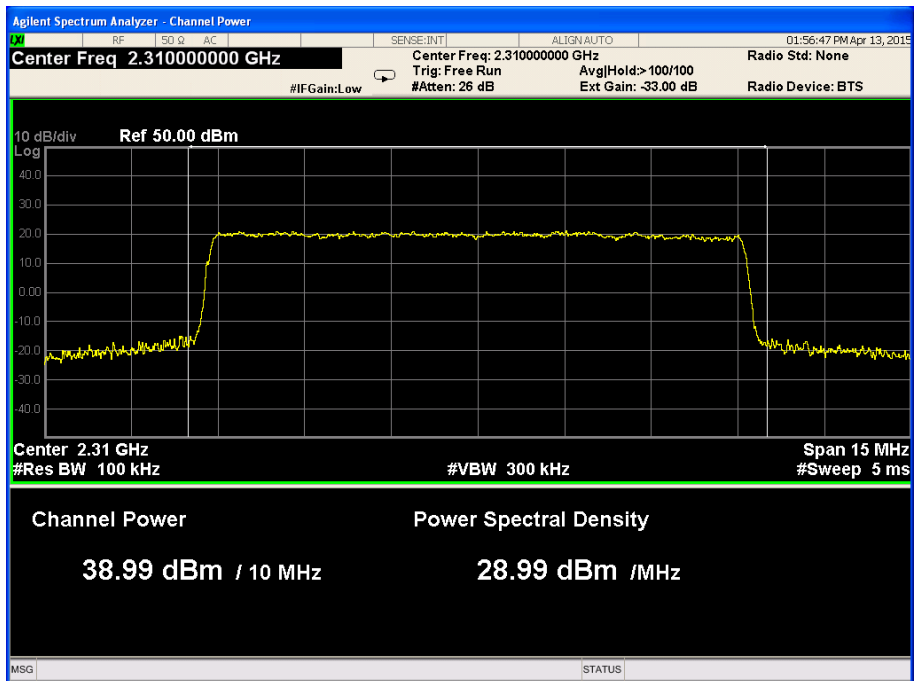 Agilent Spectrum Analyzer - Channel Power
LXI RF 50 Ω AC SENSE:INT ALIGN AUTO 01:56:47 PM Apr 13, 2015
Center Freq 2.310000000 GHz
Center Freq: 2.310000000 GHz Radio Std: None
Trig: Free Run Avg|Hold:>100/100
#IFGain:Low #Atten: 26 dB Ext Gain: -33.00 dB Radio Device: BTS
10 dB/div Ref 50.00 dBm
Log
40.0
30.0
20.0
10.0
0.00
-10.0
-20.0
-30.0
-40.0
Center 2.31 GHz Span 15 MHz
#Res BW 100 kHz #VBW 300 kHz #Sweep 5 ms
Channel Power Power Spectral Density
38.99 dBm / 10 MHz 28.99 dBm /MHz
MSG STATUS